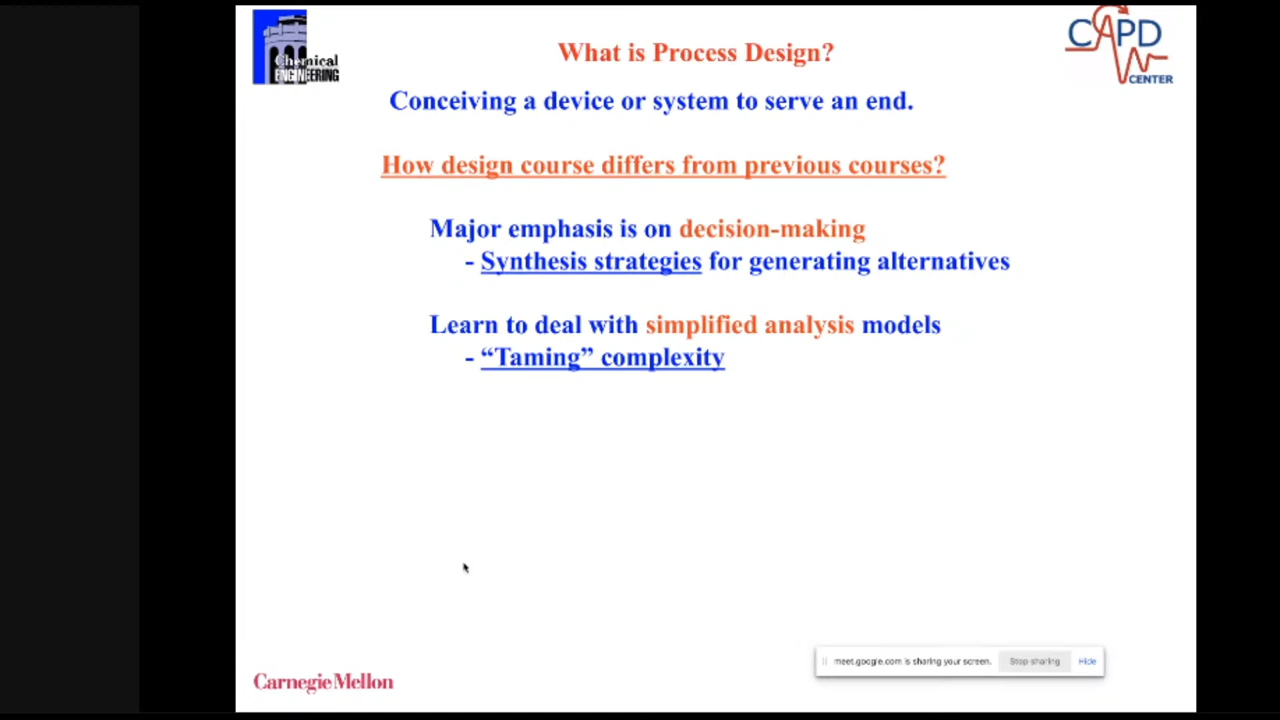 Chemical
ENGINEERING
What is Process Design?
CAPD
CENTER
Conceiving a device or system to serve an end.
How design course differs from previous courses?
Major emphasis is on decision-making
- Synthesis strategies for generating alternatives
Learn to deal with simplified analysis models
- “Taming” complexity
meet.google.com is sharing your screen. Stop sharing Hide
Carnegie Mellon